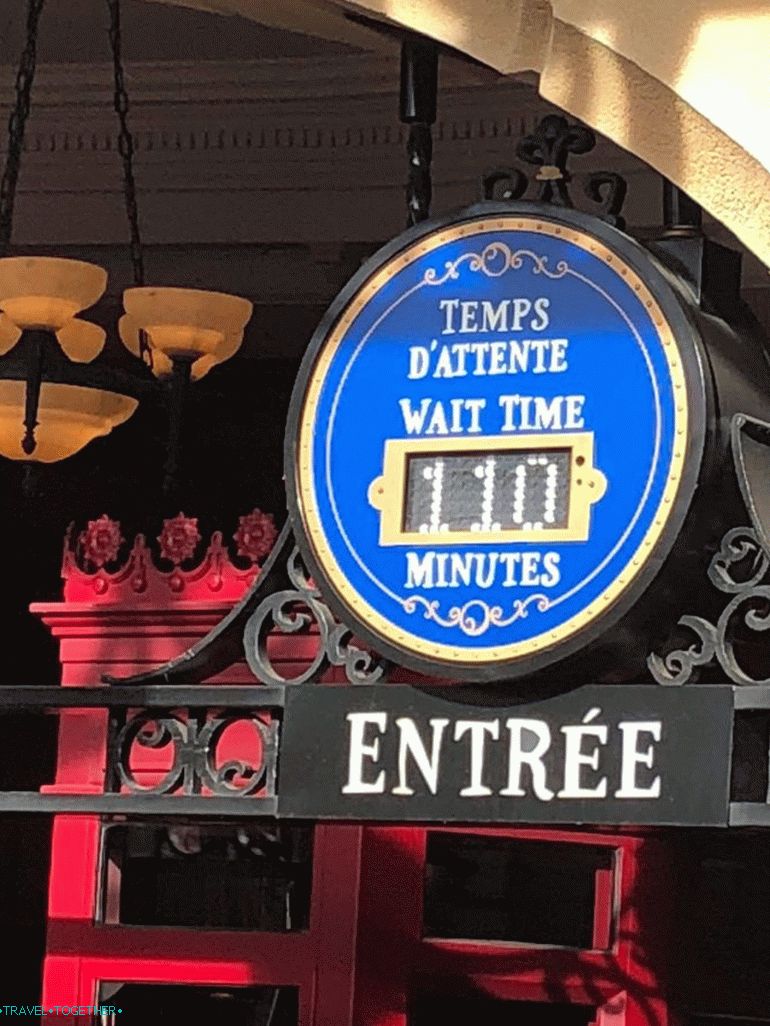 TEMPS
D'ATTENTE
WAIT TIME
110
MINUTES
ENTRÉE
•TRAVEL•TOGETHER•